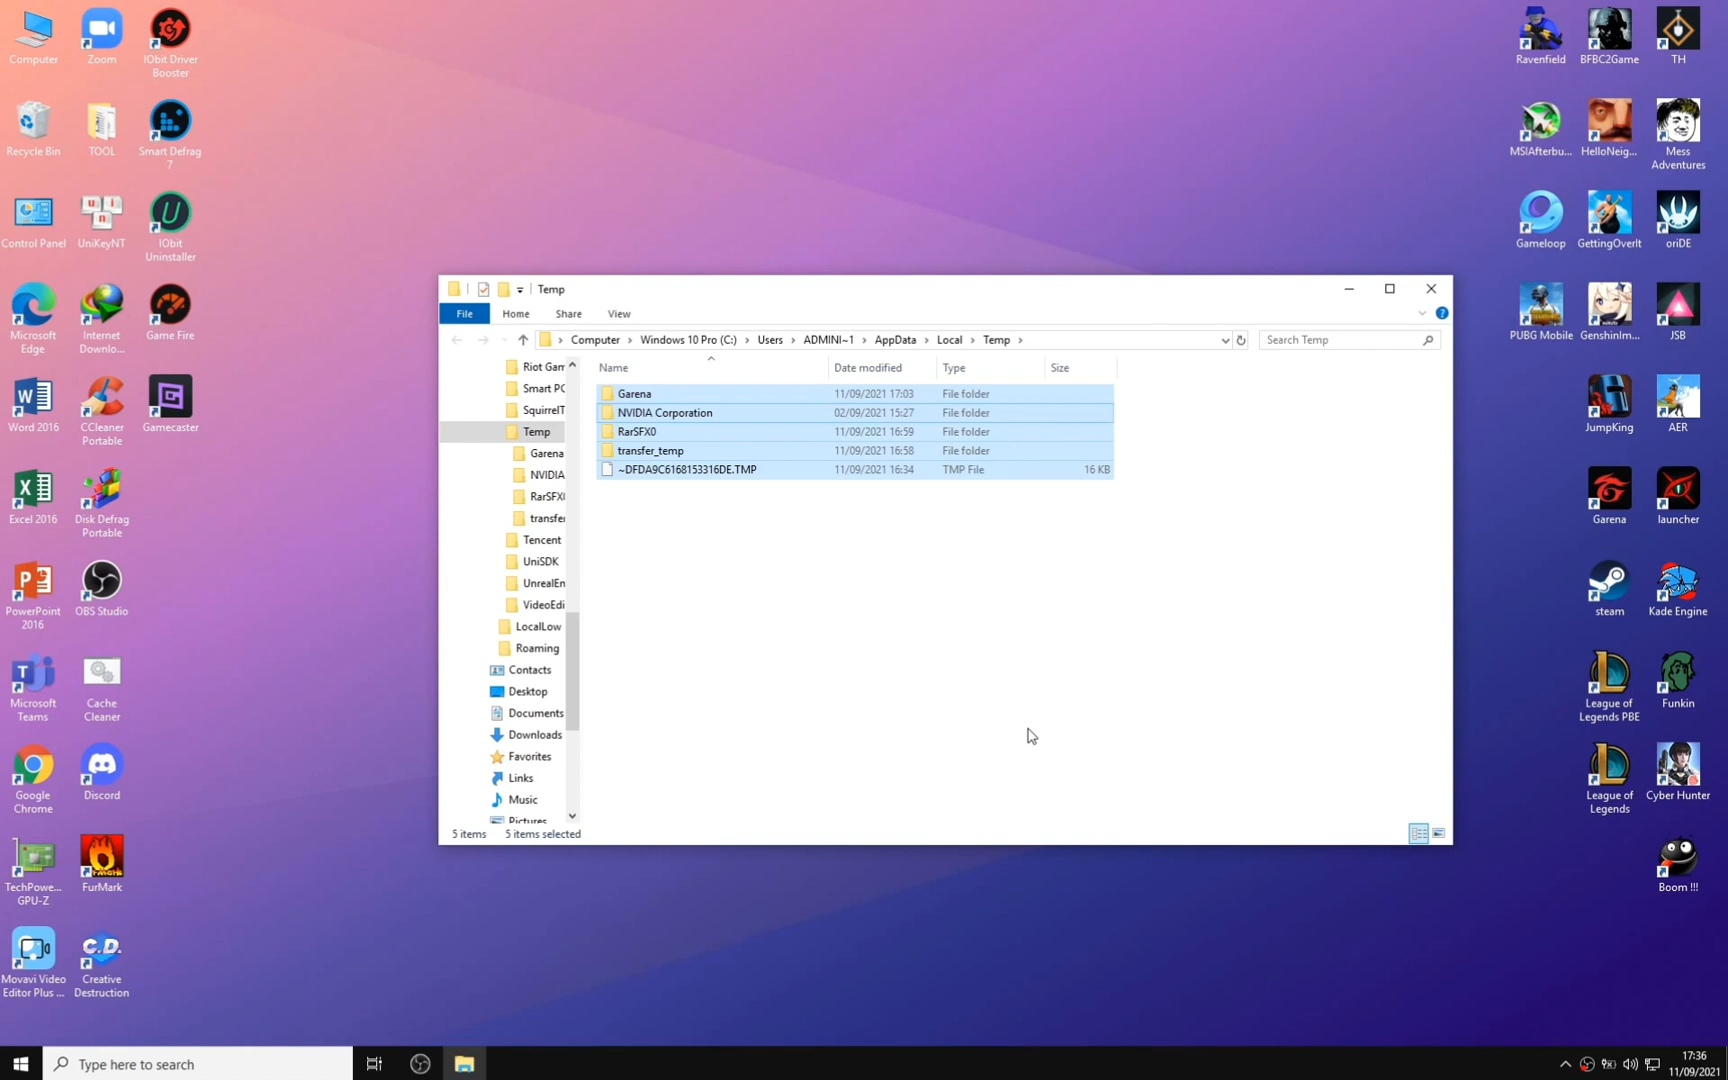 Computer
Zoom
IObit Driver
Booster
Recycle Bin
TOOL
Smart Defrag
7
Control Panel
UniKeyNT
IObit
Uninstaller
Microsoft
Edge
Internet
Downlo...
Game Fire
Word 2016
CCleaner
Portable
Gamecaster
Excel 2016
Disk Defrag
Portable
PowerPoint
2016
OBS Studio
Microsoft
Teams
Cache
Cleaner
Google
Chrome
Discord
TechPowe...
GPU-Z
FurMark
Movavi Video
Editor Plus ...
Creative
Destruction
Temp
File
Home
Share
View
Computer
Windows 10 Pro (C:)
Users
ADMINI~1
AppData
Local
Temp
Search Temp
Riot Gam
Smart PC
SquirrelT
Temp
Garena
NVIDIA
RarSFX0
transfer
Tencent
UniSDK
UnrealEn
VideoEdi
LocalLow
Roaming
Contacts
Desktop
Documents
Downloads
Favorites
Links
Music
Pictures
Name Date modified Type Size
Garena 11/09/2021 17:03 File folder
NVIDIA Corporation 02/09/2021 15:27 File folder
RarSFX0 11/09/2021 16:59 File folder
transfer_temp 11/09/2021 16:58 File folder
~DFDA9C6168153316DE.TMP 11/09/2021 16:34 TMP File 16 KB
5 items 5 items selected
Ravenfield
BFBC2Game
TH
MSIAfterbu...
HelloNeig...
Mess
Adventures
Gameloop
GettingOverIt
oriDE
PUBG Mobile
GenshinIm...
JSB
JumpKing
AER
Garena
launcher
steam
Kade Engine
League of
Legends PBE
Funkin
League of
Legends
Cyber Hunter
Boom !!!
Type here to search
17:36
11/09/2021